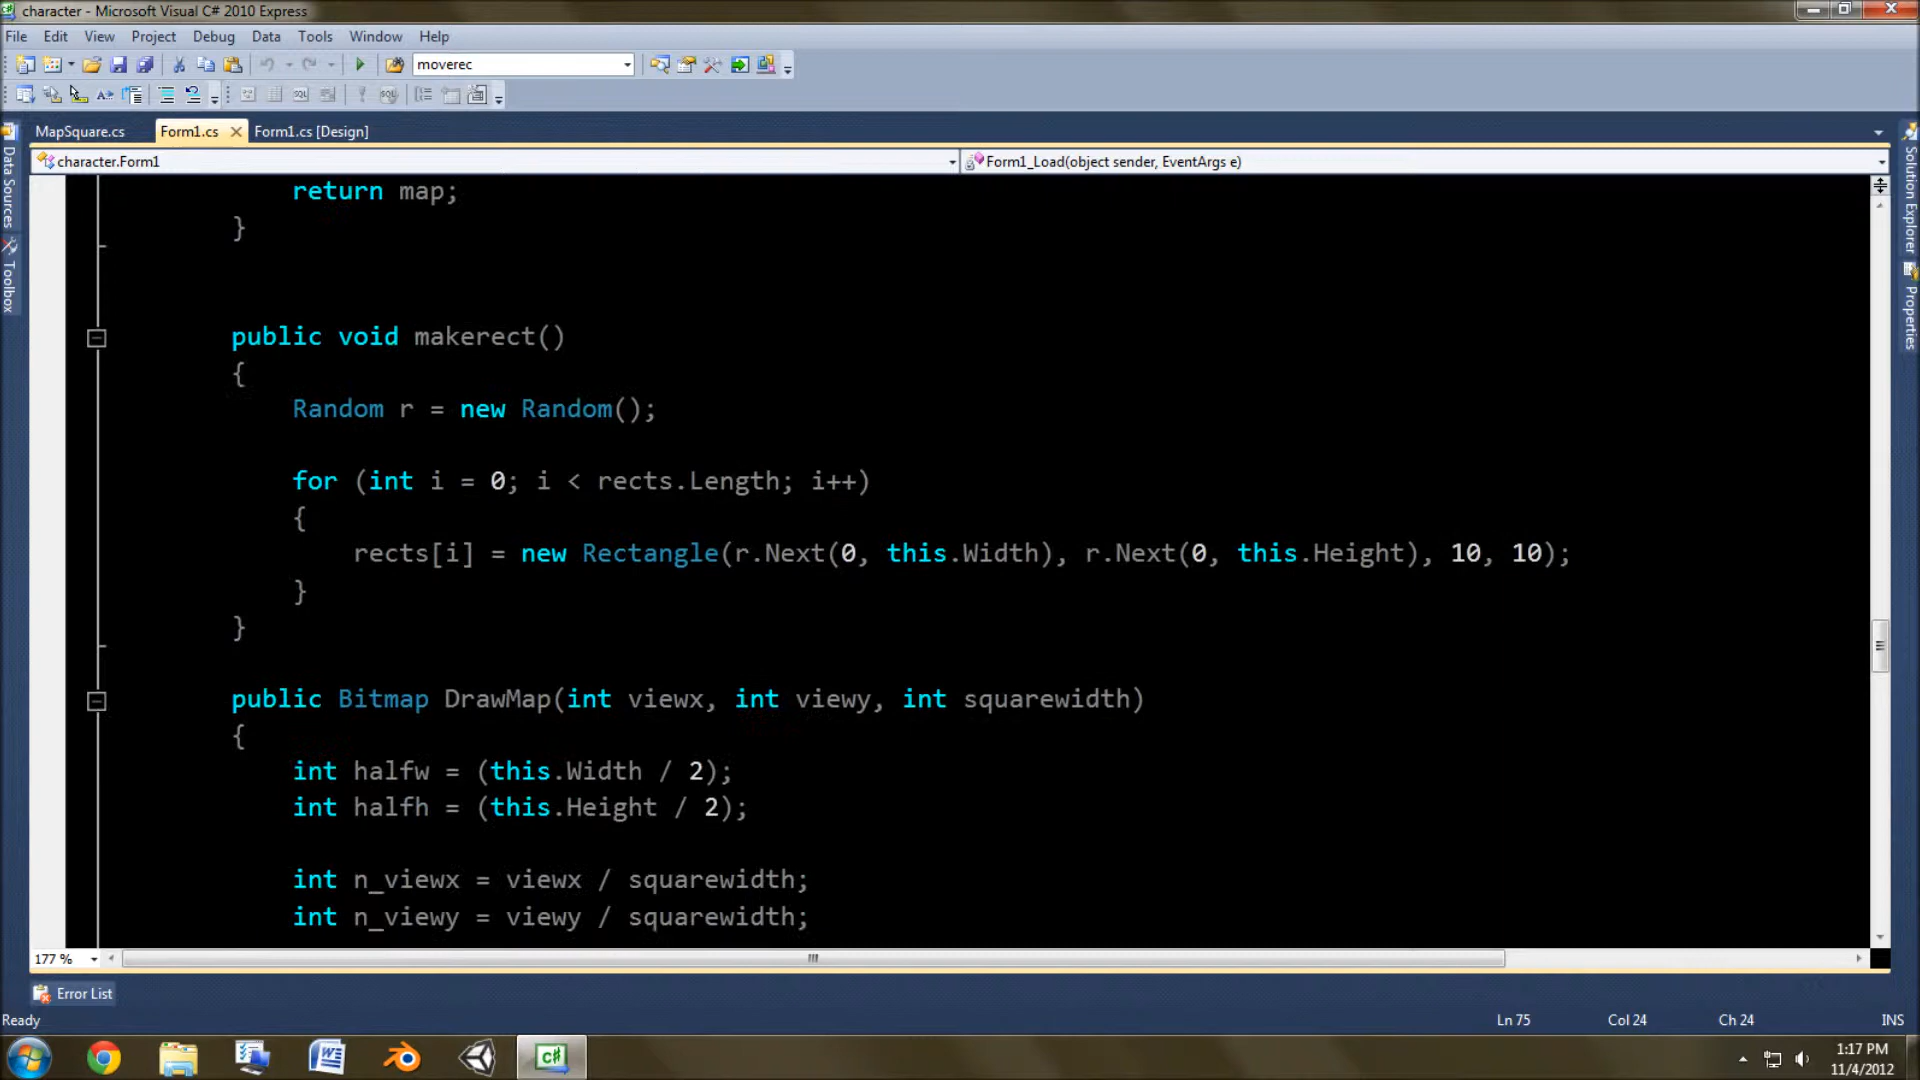 character - Microsoft Visual C# 2010 Express
File Edit View Project Debug Data Tools Window Help
moverec
MapSquare.cs Form1.cs Form1.cs [Design]
character.Form1 Form1_Load(object sender, EventArgs e)
Data Sources
Toolbox
Solution Explorer
Properties
return map;
}
public void makerect()
{
Random r = new Random();
for (int i = 0; i < rects.Length; i++)
{
rects[i] = new Rectangle(r.Next(0, this.Width), r.Next(0, this.Height), 10, 10);
}
}
public Bitmap DrawMap(int viewx, int viewy, int squarewidth)
{
int halfw = (this.Width / 2);
int halfh = (this.Height / 2);
int n_viewx = viewx / squarewidth;
int n_viewy = viewy / squarewidth;
177 %
Error List
Ready Ln 75 Col 24 Ch 24 INS
1:17 PM
11/4/2012